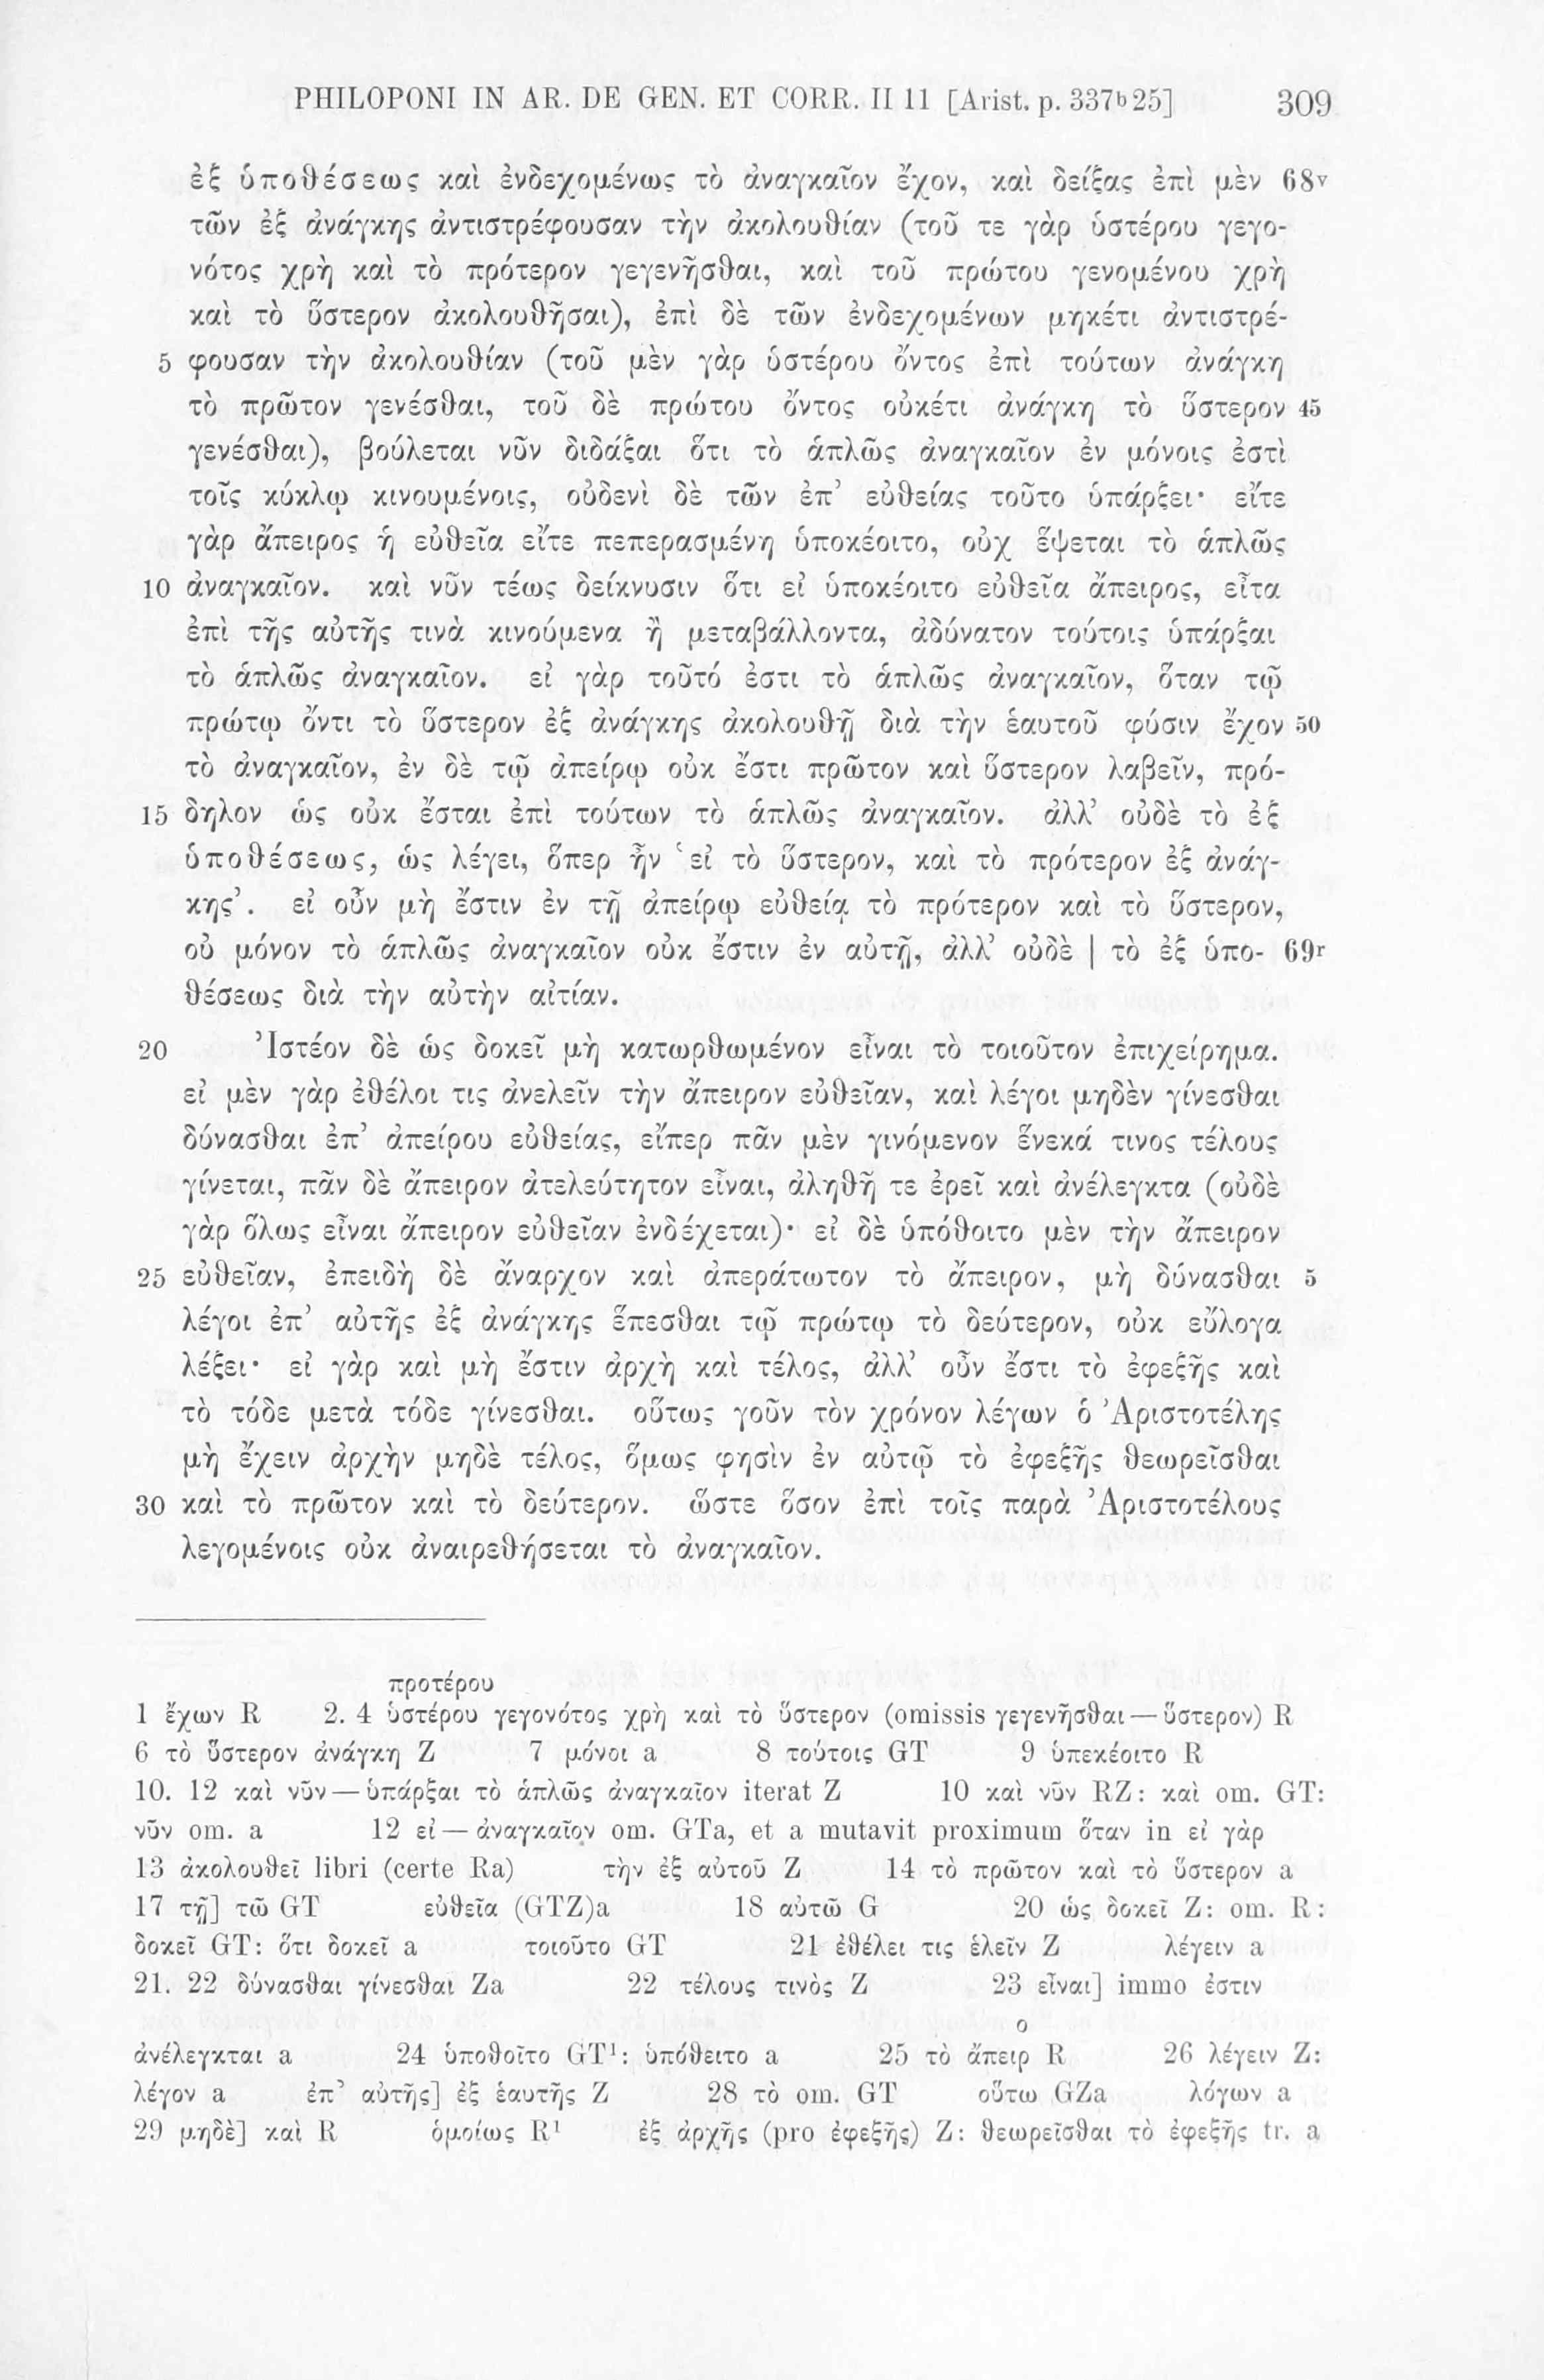 PHILOPONI IN AR. DE GEN. ET CORR. II 11 [Arist. p. 337b25] 309
ἐξ ὑποθέσεως καὶ ἐνδεχομένως τὸ ἀναγκαῖον ἔχον, καὶ δείξας ἐπὶ μὲν 68v
τῶν ἐξ ἀνάγκης ἀντιστρέφουσαν τὴν ἀκολουθίαν (τοῦ τε γὰρ ὑστέρου γεγο-
νότος χρὴ καὶ τὸ πρότερον γεγενῆσθαι, καὶ τοῦ πρώτου γενομένου χρὴ
καὶ τὸ ὕστερον ἀκολουθῆσαι), ἐπὶ δὲ τῶν ἐνδεχομένων μηκέτι ἀντιστρέ-
5 φουσαν τὴν ἀκολουθίαν (τοῦ μὲν γὰρ ὑστέρου ὄντος ἐπὶ τούτων ἀνάγκη
τὸ πρῶτον γενέσθαι, τοῦ δὲ πρώτου ὄντος οὐκέτι ἀνάγκη τὸ ὕστερον 45
γενέσθαι), βούλεται νῦν διδάξαι ὅτι τὸ ἁπλῶς ἀναγκαῖον ἐν μόνοις ἐστὶ
τοῖς κύκλῳ κινουμένοις, οὐδενὶ δὲ τῶν ἐπ’ εὐθείας τοῦτο ὑπάρξει· εἴτε
γὰρ ἄπειρος ἡ εὐθεῖα εἴτε πεπερασμένη ὑποκέοιτο, οὐχ ἕψεται τὸ ἁπλῶς
10 ἀναγκαῖον. καὶ νῦν τέως δείκνυσιν ὅτι εἰ ὑποκέοιτο εὐθεῖα ἄπειρος, εἶτα
ἐπὶ τῆς αὐτῆς τινὰ κινούμενα ἢ μεταβάλλοντα, ἀδύνατον τούτοις ὑπάρξαι
τὸ ἁπλῶς ἀναγκαῖον. εἰ γὰρ τοῦτό ἐστι τὸ ἁπλῶς ἀναγκαῖον, ὅταν τῷ
πρώτῳ ὄντι τὸ ὕστερον ἐξ ἀνάγκης ἀκολουθῇ διὰ τὴν ἑαυτοῦ φύσιν ἔχον 50
τὸ ἀναγκαῖον, ἐν δὲ τῷ ἀπείρῳ οὐκ ἔστι πρῶτον καὶ ὕστερον λαβεῖν, πρό-
15 δηλον ὡς οὐκ ἔσται ἐπὶ τούτων τὸ ἁπλῶς ἀναγκαῖον. ἀλλ’ οὐδὲ τὸ ἐξ
ὑποθέσεως, ὡς λέγει, ὅπερ ἦν ‘εἰ τὸ ὕστερον, καὶ τὸ πρότερον ἐξ ἀνάγ-
κης’. εἰ οὖν μὴ ἔστιν ἐν τῇ ἀπείρῳ εὐθείᾳ τὸ πρότερον καὶ τὸ ὕστερον,
οὐ μόνον τὸ ἁπλῶς ἀναγκαῖον οὐκ ἔστιν ἐν αὐτῇ, ἀλλ’ οὐδὲ | τὸ ἐξ ὑπο- 69r
θέσεως διὰ τὴν αὐτὴν αἰτίαν.
20 Ἰστέον δὲ ὡς δοκεῖ μὴ κατωρθωμένον εἶναι τὸ τοιοῦτον ἐπιχείρημα.
εἰ μὲν γὰρ ἐθέλοι τις ἀνελεῖν τὴν ἄπειρον εὐθεῖαν, καὶ λέγοι μηδὲν γίνεσθαι
δύνασθαι ἐπ’ ἀπείρου εὐθείας, εἴπερ πᾶν μὲν γινόμενον ἕνεκά τινος τέλους
γίνεται, πᾶν δὲ ἄπειρον ἀτελεύτητον εἶναι, ἀληθῆ τε ἐρεῖ καὶ ἀνέλεγκτα (οὐδὲ
γὰρ ὅλως εἶναι ἄπειρον εὐθεῖαν ἐνδέχεται)· εἰ δὲ ὑπόθοιτο μὲν τὴν ἄπειρον
25 εὐθεῖαν, ἐπειδὴ δὲ ἄναρχον καὶ ἀπεράτωτον τὸ ἄπειρον, μὴ δύνασθαι 5
λέγοι ἐπ’ αὐτῆς ἐξ ἀνάγκης ἕπεσθαι τῷ πρώτῳ τὸ δεύτερον, οὐκ εὔλογα
λέξει· εἰ γὰρ καὶ μὴ ἔστιν ἀρχὴ καὶ τέλος, ἀλλ’ οὖν ἔστι τὸ ἐφεξῆς καὶ
τὸ τόδε μετὰ τόδε γίνεσθαι. οὕτως γοῦν τὸν χρόνον λέγων ὁ Ἀριστοτέλης
μὴ ἔχειν ἀρχὴν μηδὲ τέλος, ὅμως φησὶν ἐν αὐτῷ τὸ ἐφεξῆς θεωρεῖσθαι
30 καὶ τὸ πρῶτον καὶ τὸ δεύτερον. ὥστε ὅσον ἐπὶ τοῖς παρὰ Ἀριστοτέλους
λεγομένοις οὐκ ἀναιρεθήσεται τὸ ἀναγκαῖον.
προτέρου
1 ἔχων R 2. 4 ὑστέρου γεγονότος χρὴ καὶ τὸ ὕστερον (omissis γεγενῆσθαι — ὕστερον) R
6 τὸ ὕστερον ἀνάγκη Z 7 μόνοι a 8 τούτοις GT 9 ὑπεκέοιτο R
10. 12 καὶ νῦν — ὑπάρξαι τὸ ἁπλῶς ἀναγκαῖον iterat Z 10 καὶ νῦν RZ: καὶ om. GT:
νῦν om. a 12 εἰ — ἀναγκαῖον om. GTa, et a mutavit proximum ὅταν in εἰ γὰρ
13 ἀκολουθεῖ libri (certe Ra) τὴν ἐξ αὐτοῦ Z 14 τὸ πρῶτον καὶ τὸ ὕστερον a
17 τῇ] τῶ GT εὐθεῖα (GTZ)a 18 αὐτῶ G 20 ὡς δοκεῖ Z: om. R:
δοκεῖ GT: ὅτι δοκεῖ a τοιοῦτο GT 21 ἐθέλει τις ἑλεῖν Z λέγειν a
21. 22 δύνασθαι γίνεσθαι Za 22 τέλους τινὸς Z 23 εἶναι] immo ἐστιν
ο
ἀνέλεγκται a 24 ὑποθοῖτο GT¹: ὑπόθειτο a 25 τὸ ἄπειρ R 26 λέγειν Z:
λέγον a ἐπ’ αὐτῆς] ἐξ ἑαυτῆς Z 28 τὸ om. GT οὕτω GZa λόγων a
29 μηδὲ] καὶ R ὁμοίως R¹ ἐξ ἀρχῆς (pro ἐφεξῆς) Z: θεωρεῖσθαι τὸ ἐφεξῆς tr. a